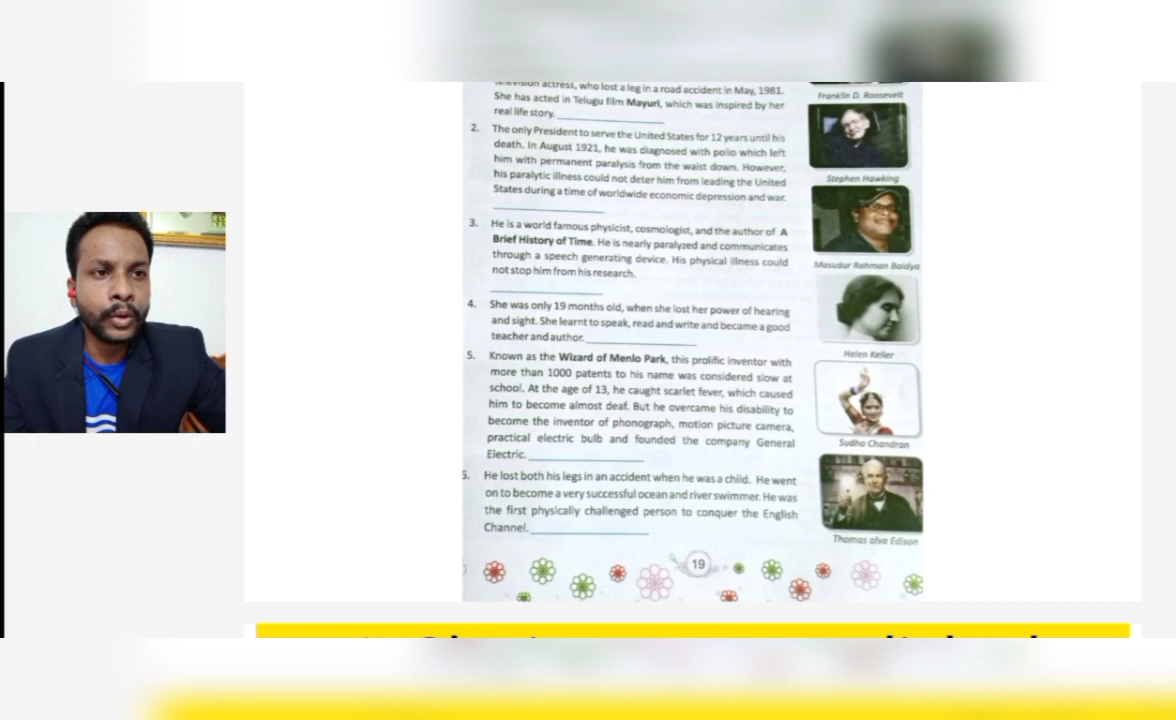 television actress, who lost a leg in a road accident in May, 1981.
She has acted in Telugu film Mayuri, which was inspired by her
real life story.
2. The only President to serve the United States for 12 years until his
death. In August 1921, he was diagnosed with polio which left
him with permanent paralysis from the waist down. However,
his paralytic illness could not deter him from leading the United
States during a time of worldwide economic depression and war.
3. He is a world famous physicist, cosmologist, and the author of A
Brief History of Time. He is nearly paralyzed and communicates
through a speech generating device. His physical illness could
not stop him from his research.
4. She was only 19 months old, when she lost her power of hearing
and sight. She learnt to speak, read and write and became a good
teacher and author.
5. Known as the Wizard of Menlo Park, this prolific inventor with
more than 1000 patents to his name was considered slow at
school. At the age of 13, he caught scarlet fever, which caused
him to become almost deaf. But he overcame his disability to
become the inventor of phonograph, motion picture camera,
practical electric bulb and founded the company General
Electric.
6. He lost both his legs in an accident when he was a child. He went
on to become a very successful ocean and river swimmer. He was
the first physically challenged person to conquer the English
Channel.
Franklin D. Roosevelt
Stephen Hawking
Masudur Rahman Baidya
Helen Keller
Sudha Chandran
Thomas alva Edison
19